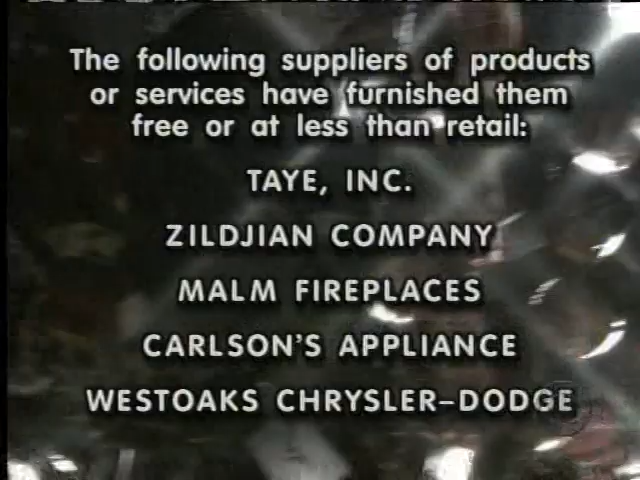 The following suppliers of products
or services have furnished them
free or at less than retail:
TAYE, INC.
ZILDJIAN COMPANY
MALM FIREPLACES
CARLSON'S APPLIANCE
WESTOAKS CHRYSLER–DODGE